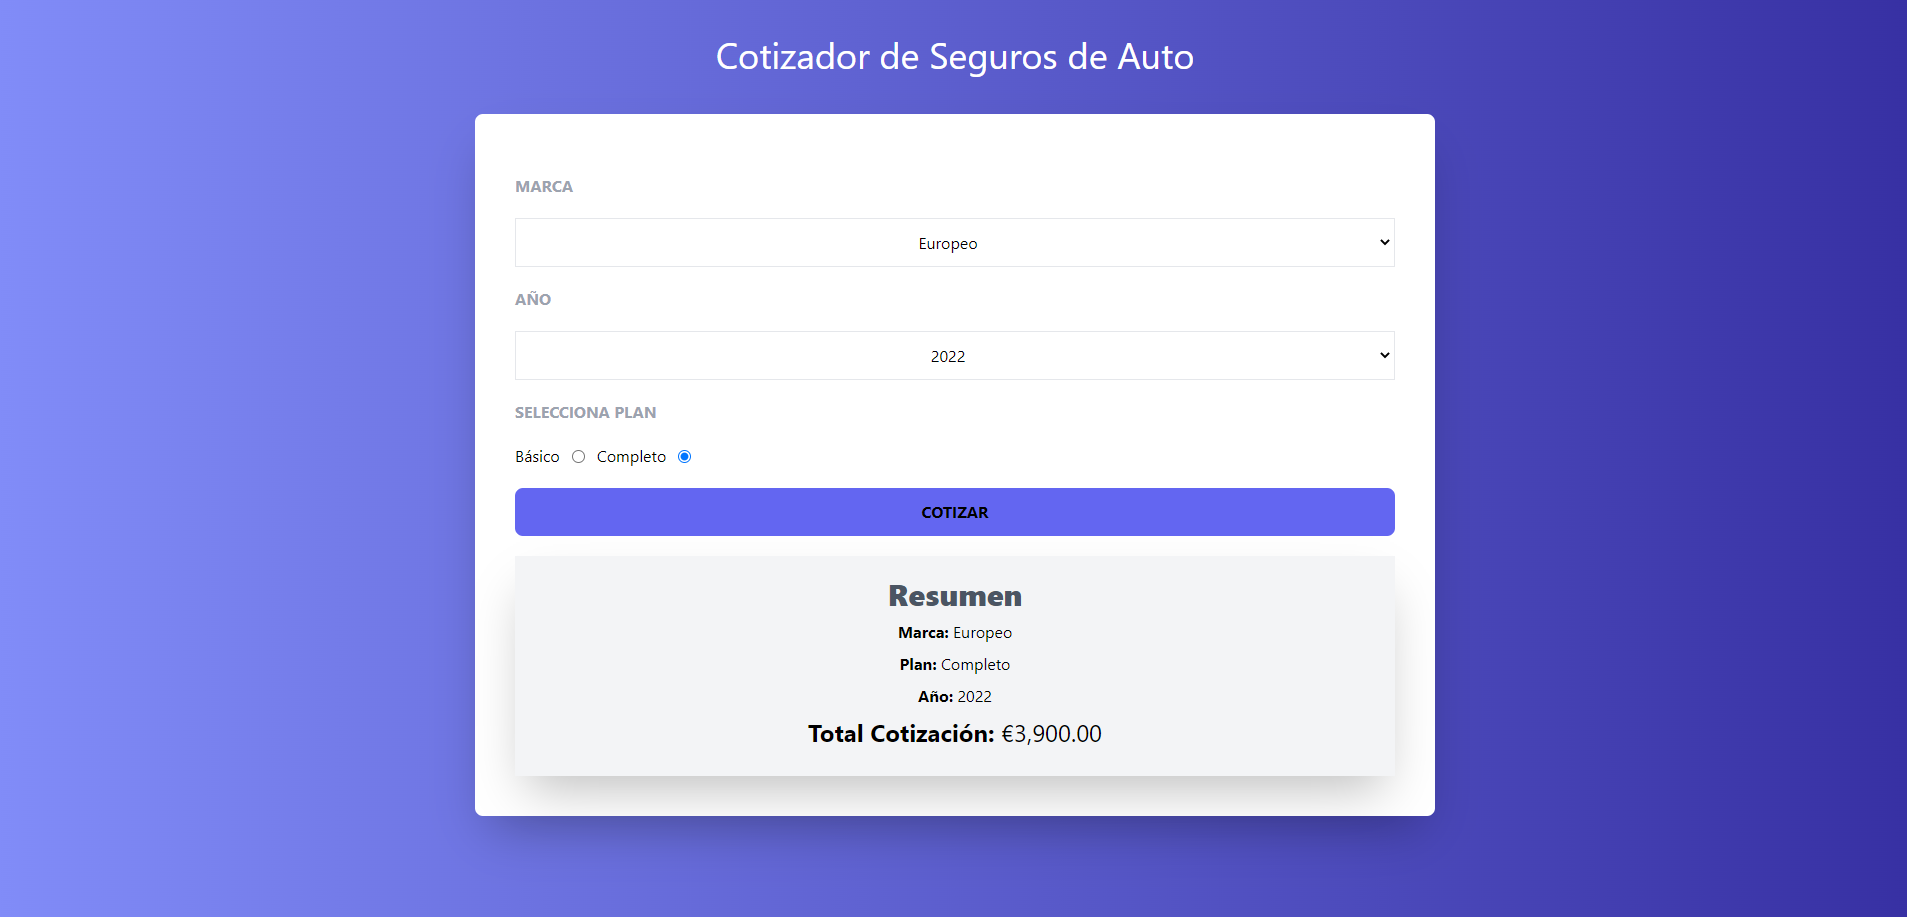 Cotizador de Seguros de Auto
MARCA
Europeo
AÑO
2022
SELECCIONA PLAN
Básico Completo
COTIZAR
Resumen
Marca: Europeo
Plan: Completo
Año: 2022
Total Cotización: €3,900.00